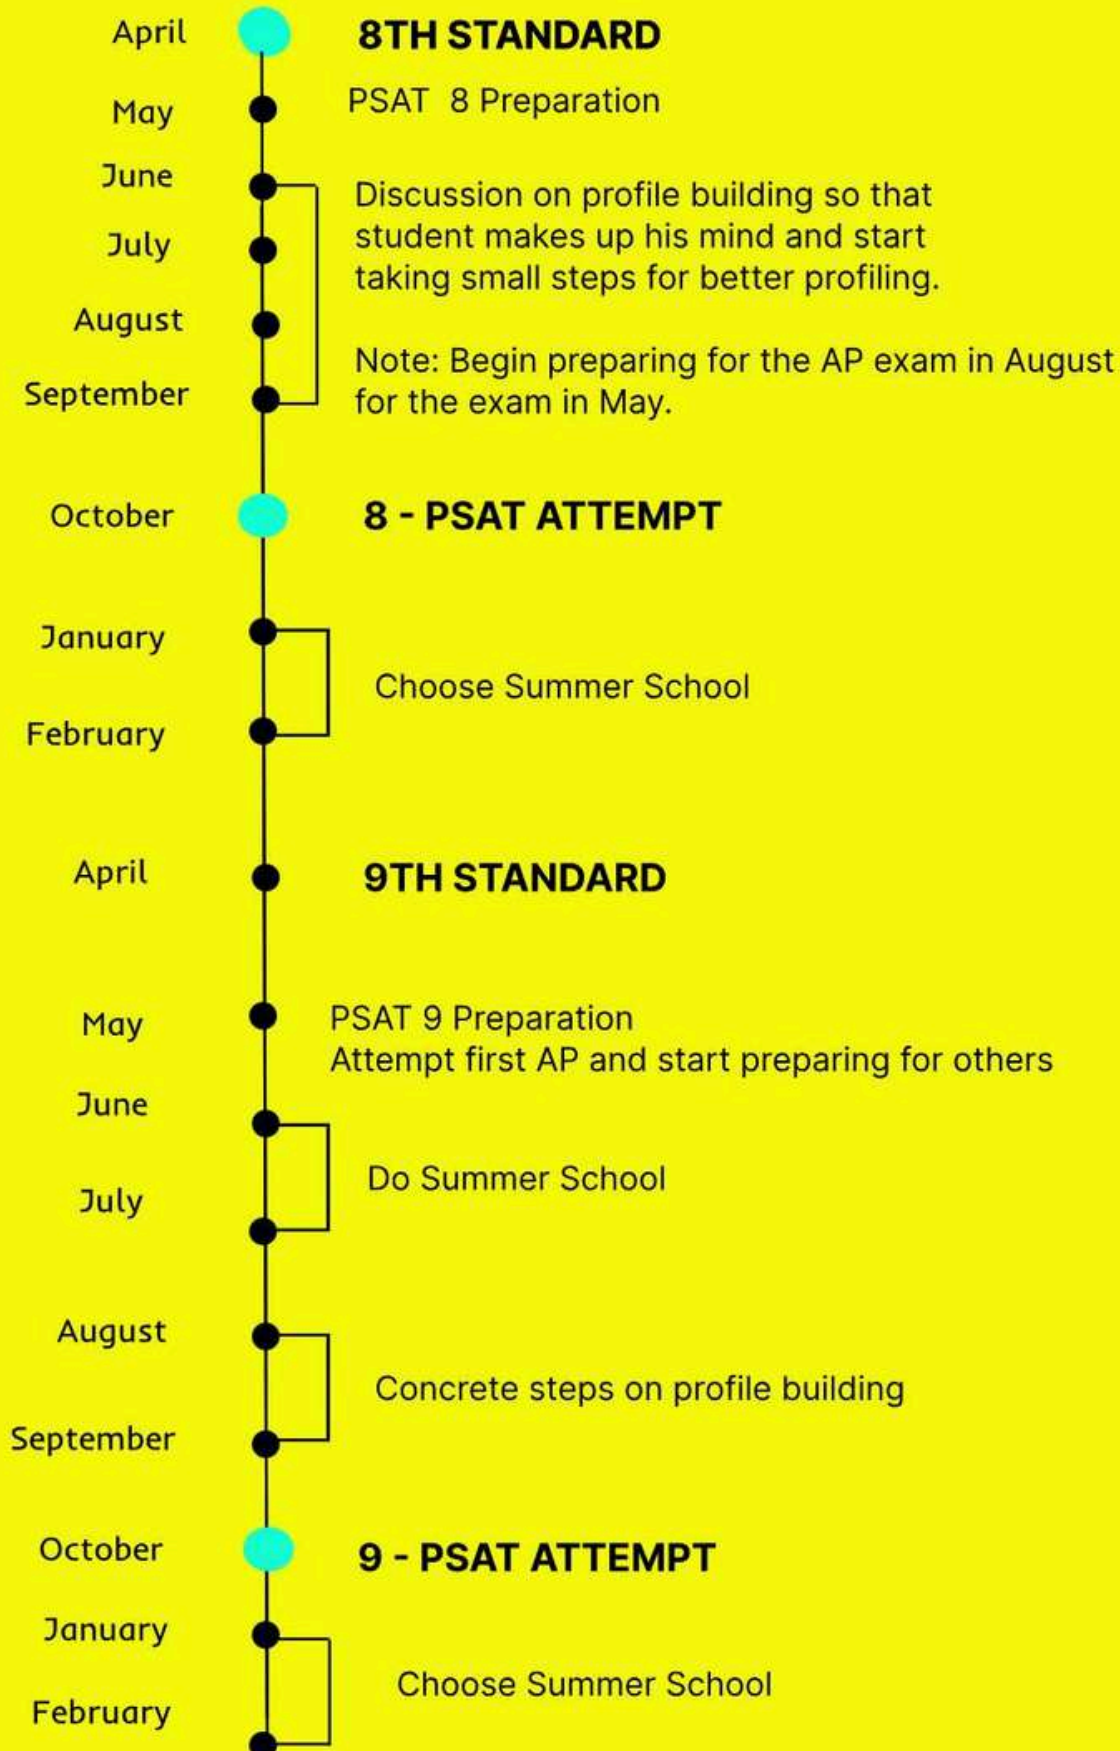 April
8TH STANDARD
May
PSAT 8 Preparation
June
July
August
September
Discussion on profile building so that
student makes up his mind and start
taking small steps for better profiling.
Note: Begin preparing for the AP exam in August
for the exam in May.
October
8 - PSAT ATTEMPT
January
February
Choose Summer School
April
9TH STANDARD
May
PSAT 9 Preparation
Attempt first AP and start preparing for others
June
July
Do Summer School
August
September
Concrete steps on profile building
October
9 - PSAT ATTEMPT
January
February
Choose Summer School